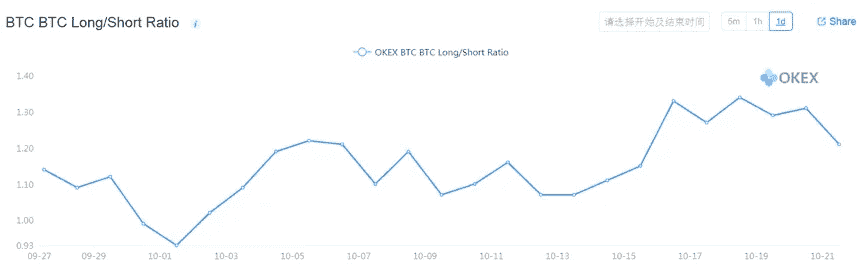 BTC BTC Long/Short Ratio i 请选择开始及结束时间 5m 1h 1d Share
OKEX BTC BTC Long/Short Ratio
OKEX
1.40
1.30
1.20
1.10
1.00
0.93
09-27 09-29 10-01 10-03 10-05 10-07 10-09 10-11 10-13 10-15 10-17 10-19 10-21